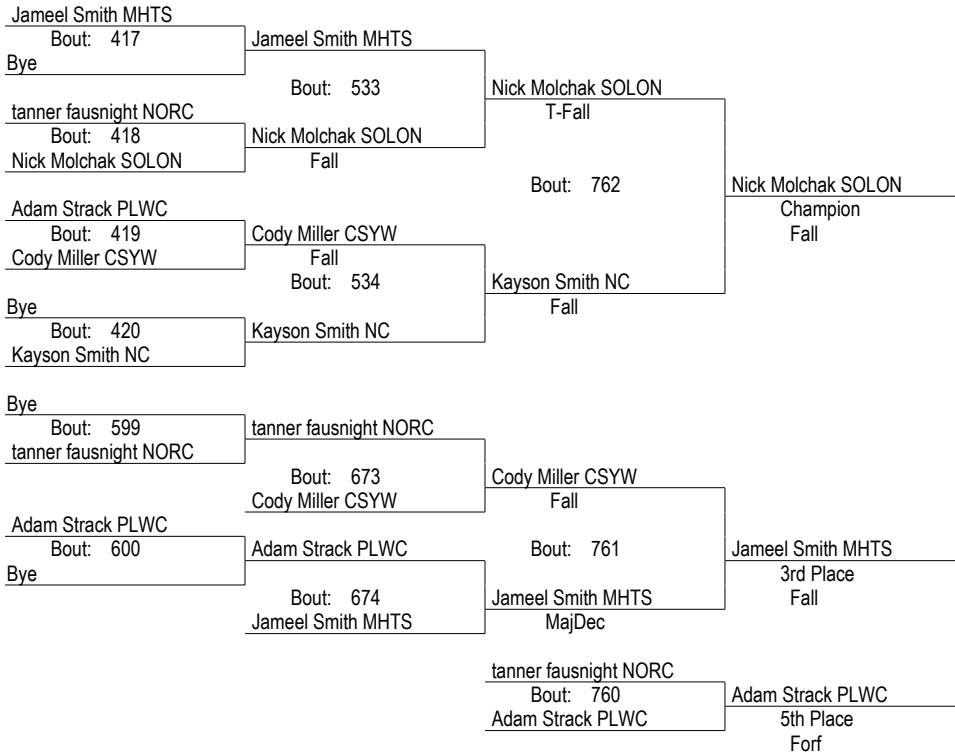 Jameel Smith MHTS
Bout: 417
Jameel Smith MHTS
Bye
Bout: 533
Nick Molchak SOLON
tanner fausnight NORC
T-Fall
Bout: 418
Nick Molchak SOLON
Nick Molchak SOLON
Fall
Bout: 762
Nick Molchak SOLON
Adam Strack PLWC
Champion
Bout: 419
Cody Miller CSYW
Fall
Cody Miller CSYW
Fall
Bout: 534
Kayson Smith NC
Bye
Fall
Bout: 420
Kayson Smith NC
Kayson Smith NC
Bye
Bout: 599
tanner fausnight NORC
tanner fausnight NORC
Bout: 673
Cody Miller CSYW
Cody Miller CSYW
Fall
Adam Strack PLWC
Bout: 600
Adam Strack PLWC
Bout: 761
Jameel Smith MHTS
Bye
3rd Place
Bout: 674
Jameel Smith MHTS
Fall
Jameel Smith MHTS
MajDec
tanner fausnight NORC
Bout: 760
Adam Strack PLWC
Adam Strack PLWC
5th Place
Forf